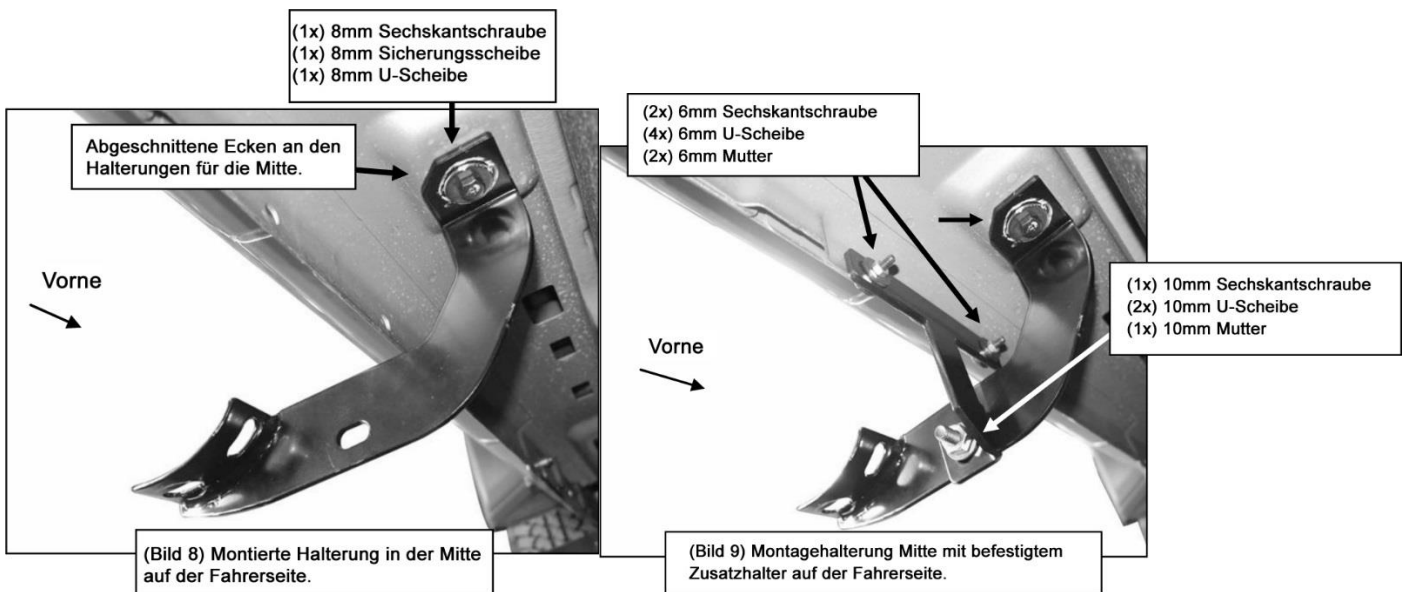 (1x) 8mm Sechskantschraube
(1x) 8mm Sicherungsscheibe
(1x) 8mm U-Scheibe
Abgeschnittene Ecken an den
Halterungen für die Mitte.
Vorne
(Bild 8) Montierte Halterung in der Mitte
auf der Fahrerseite.
(2x) 6mm Sechskantschraube
(4x) 6mm U-Scheibe
(2x) 6mm Mutter
(1x) 10mm Sechskantschraube
(2x) 10mm U-Scheibe
(1x) 10mm Mutter
Vorne
(Bild 9) Montagehalterung Mitte mit befestigtem
Zusatzhalter auf der Fahrerseite.